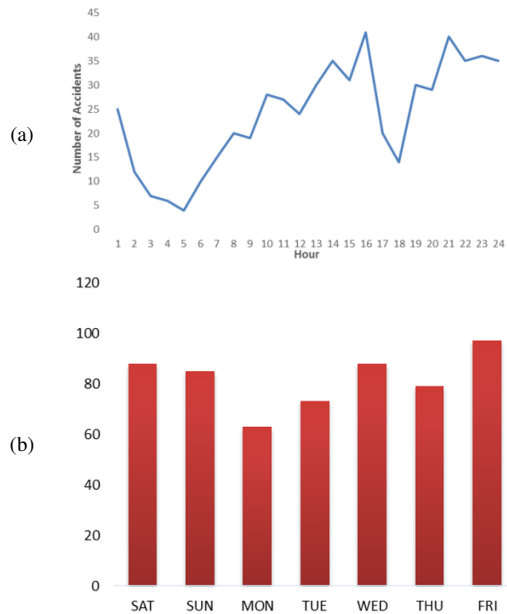 (a)
Number of Accidents
45
40
35
30
25
20
15
10
5
0
1 2 3 4 5 6 7 8 9 10 11 12 13 14 15 16 17 18 19 20 21 22 23 24
Hour
(b)
120
100
80
60
40
20
0
SAT SUN MON TUE WED THU FRI